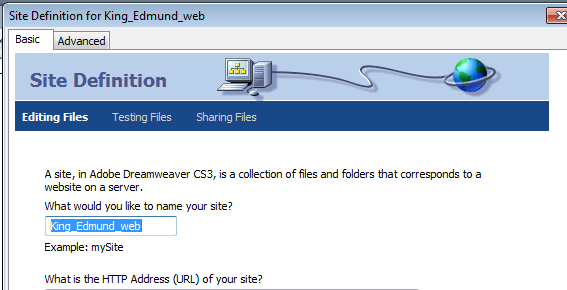 Site Definition for King_Edmund_web
Basic Advanced
Site Definition
Editing Files Testing Files Sharing Files
A site, in Adobe Dreamweaver CS3, is a collection of files and folders that corresponds to a
website on a server.
What would you like to name your site?
King_Edmund_web
Example: mySite
What is the HTTP Address (URL) of your site?